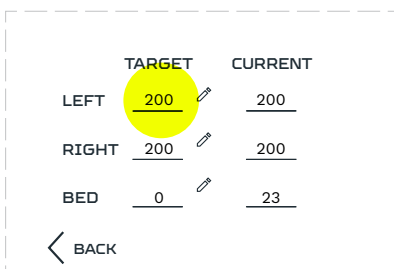 TARGET CURRENT
LEFT 200 200
RIGHT 200 200
BED 0 23
BACK